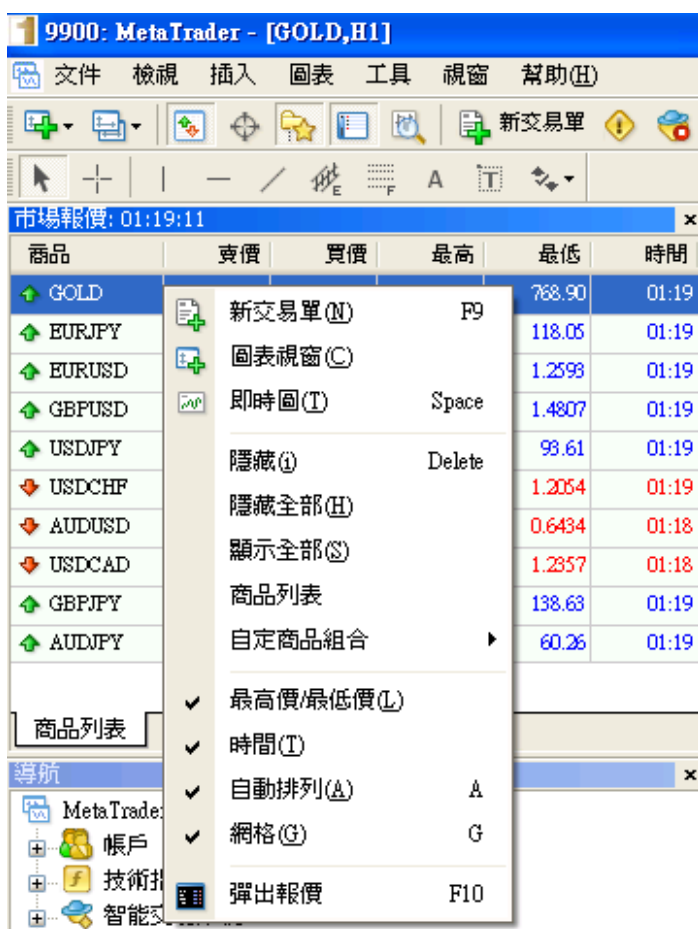 9900: MetaTrader - [GOLD,H1]
文件 檢視 插入 圖表 工具 視窗 幫助(H)
新交易單
E F A T
市場報價: 01:19:11 ×
商品 賣價 買價 最高 最低 時間
GOLD 768.90 01:19
EURJPY 118.05 01:19
EURUSD 1.2593 01:19
GBPUSD 1.4807 01:19
USDJPY 93.61 01:19
USDCHF 1.2054 01:19
AUDUSD 0.6434 01:18
USDCAD 1.2357 01:18
GBPJPY 138.63 01:19
AUDJPY 60.26 01:19
新交易單(N) F9
圖表視窗(C)
即時圖(T) Space
隱藏(i) Delete
隱藏全部(H)
顯示全部(S)
商品列表
自定商品組合
最高價/最低價(L)
時間(T)
自動排列(A) A
網格(G) G
彈出報價 F10
商品列表
導航 ×
MetaTrader
帳戶
技術指
智能交